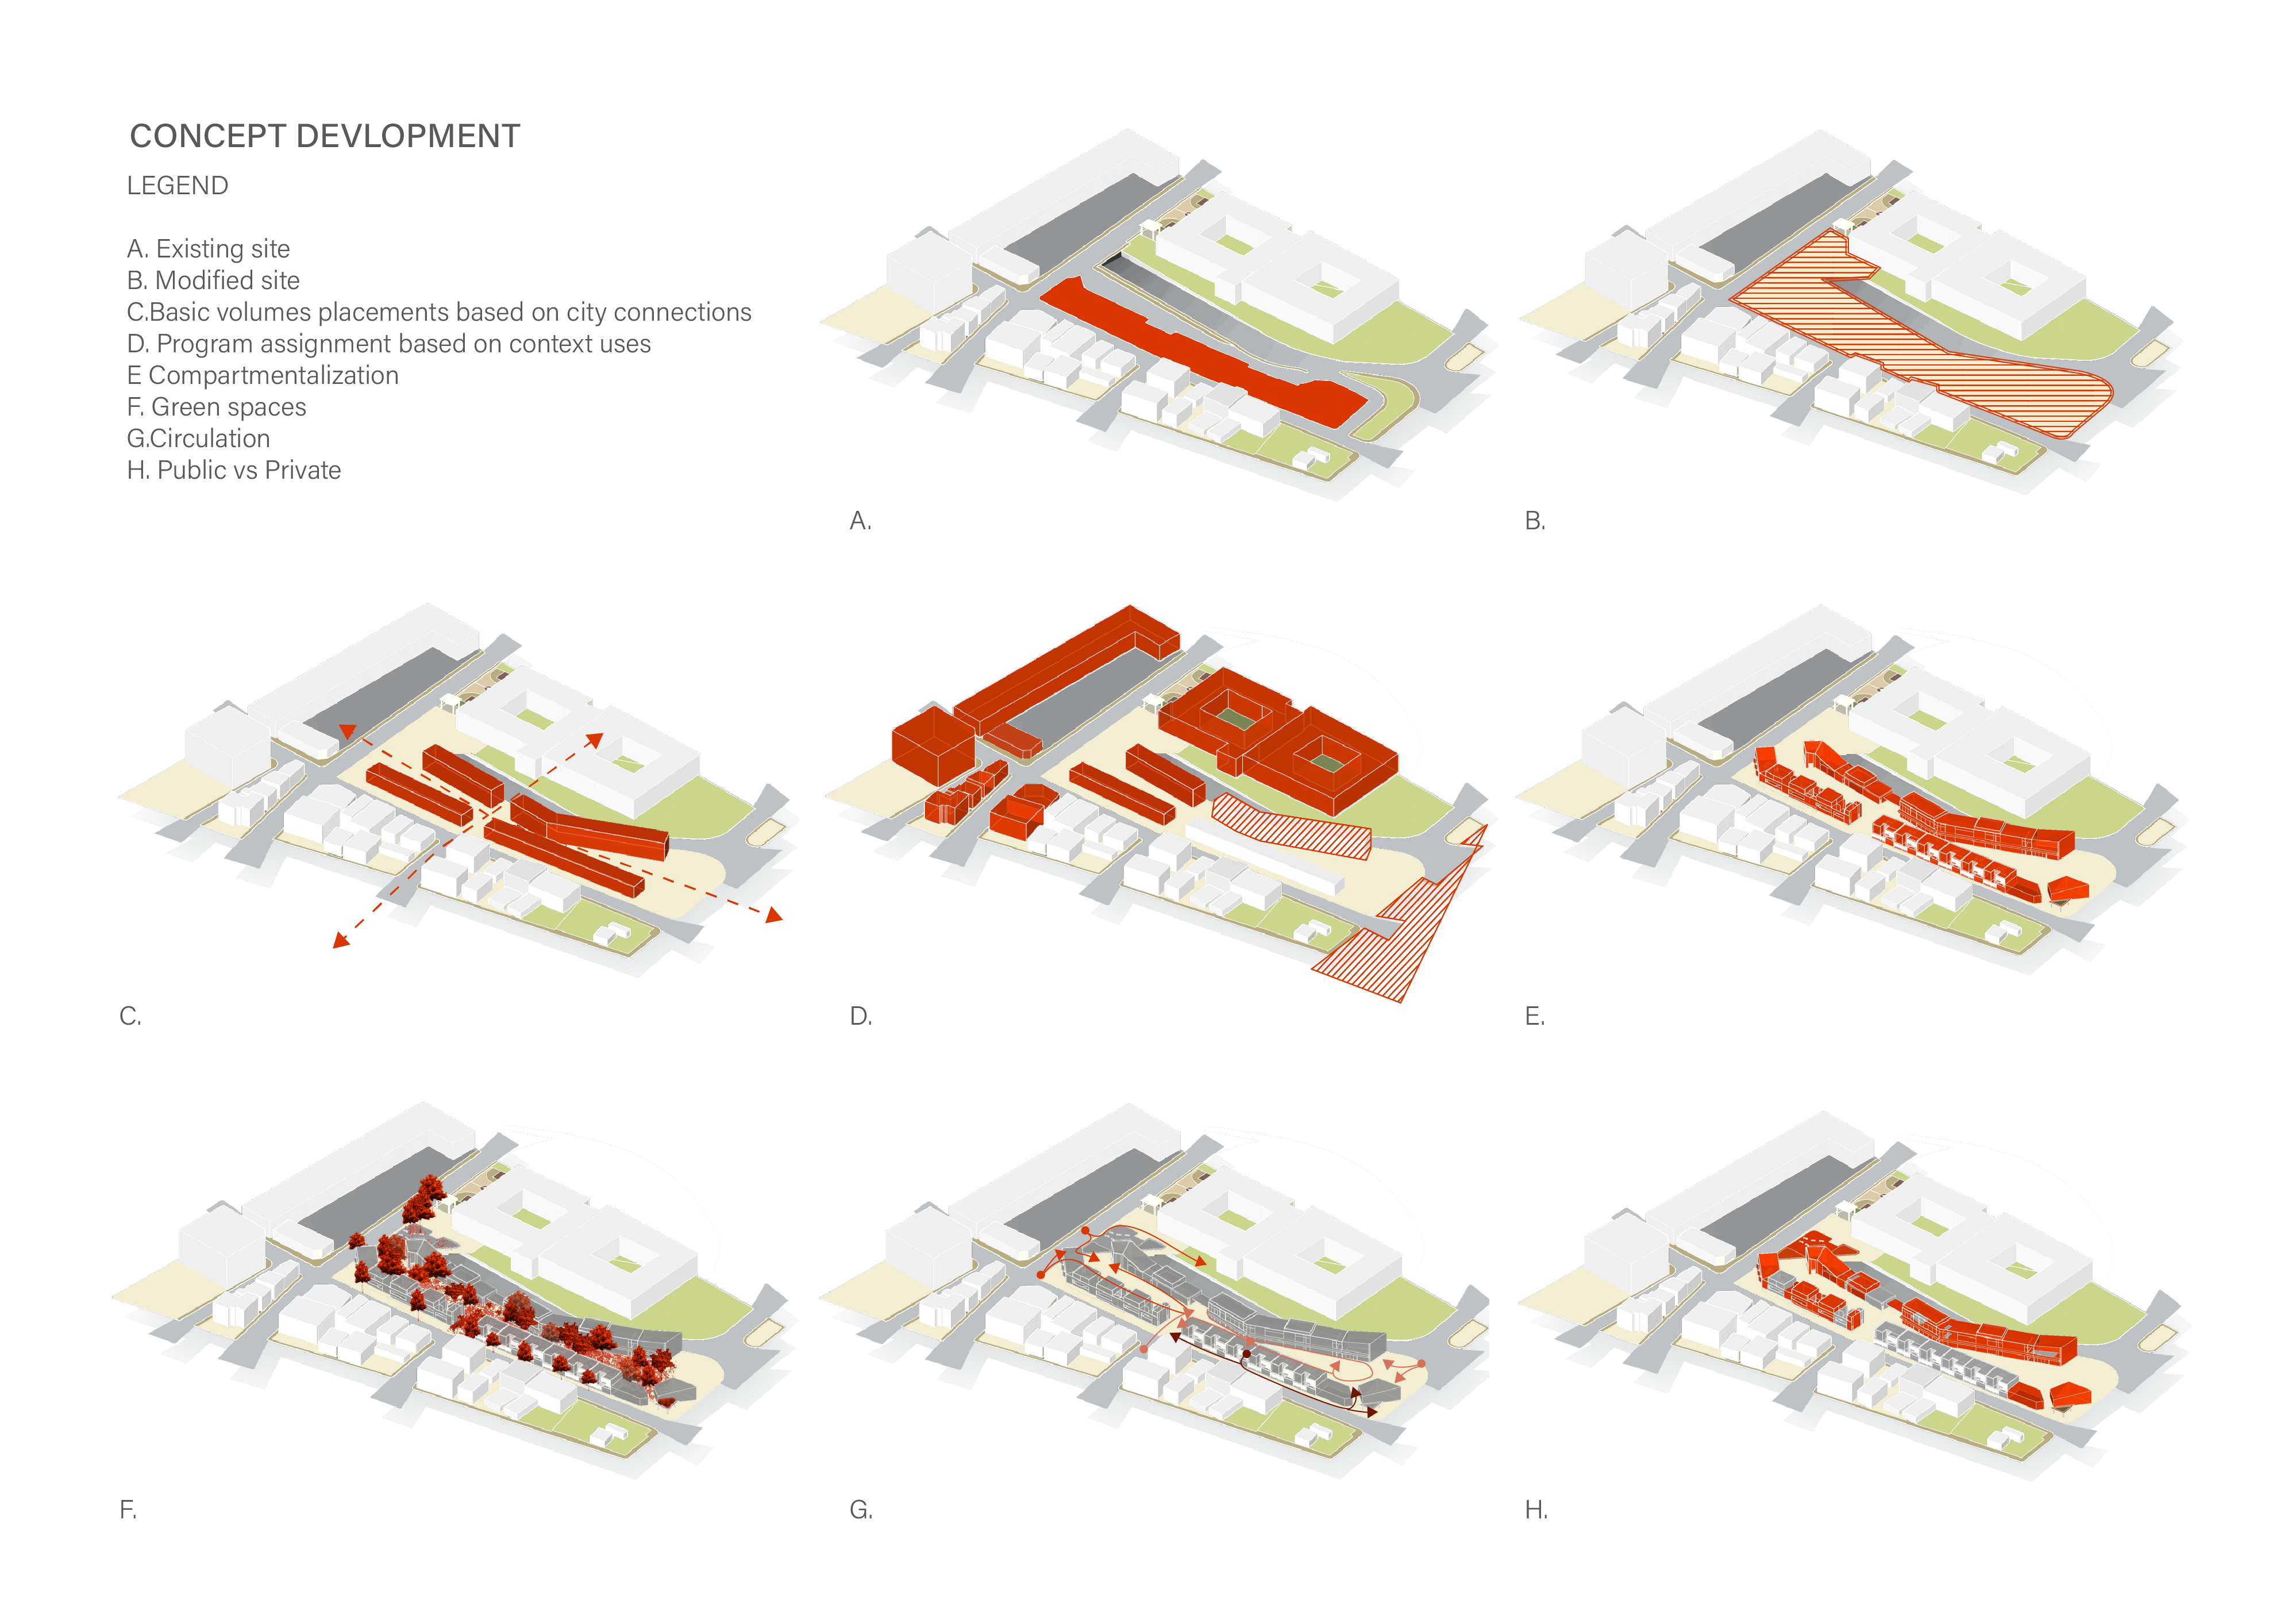 CONCEPT DEVLOPMENT
LEGEND
A. Existing site
B. Modified site
C.Basic volumes placements based on city connections
D. Program assignment based on context uses
E Compartmentalization
F. Green spaces
G.Circulation
H. Public vs Private
A.
B.
C.
D.
E.
F.
G.
H.